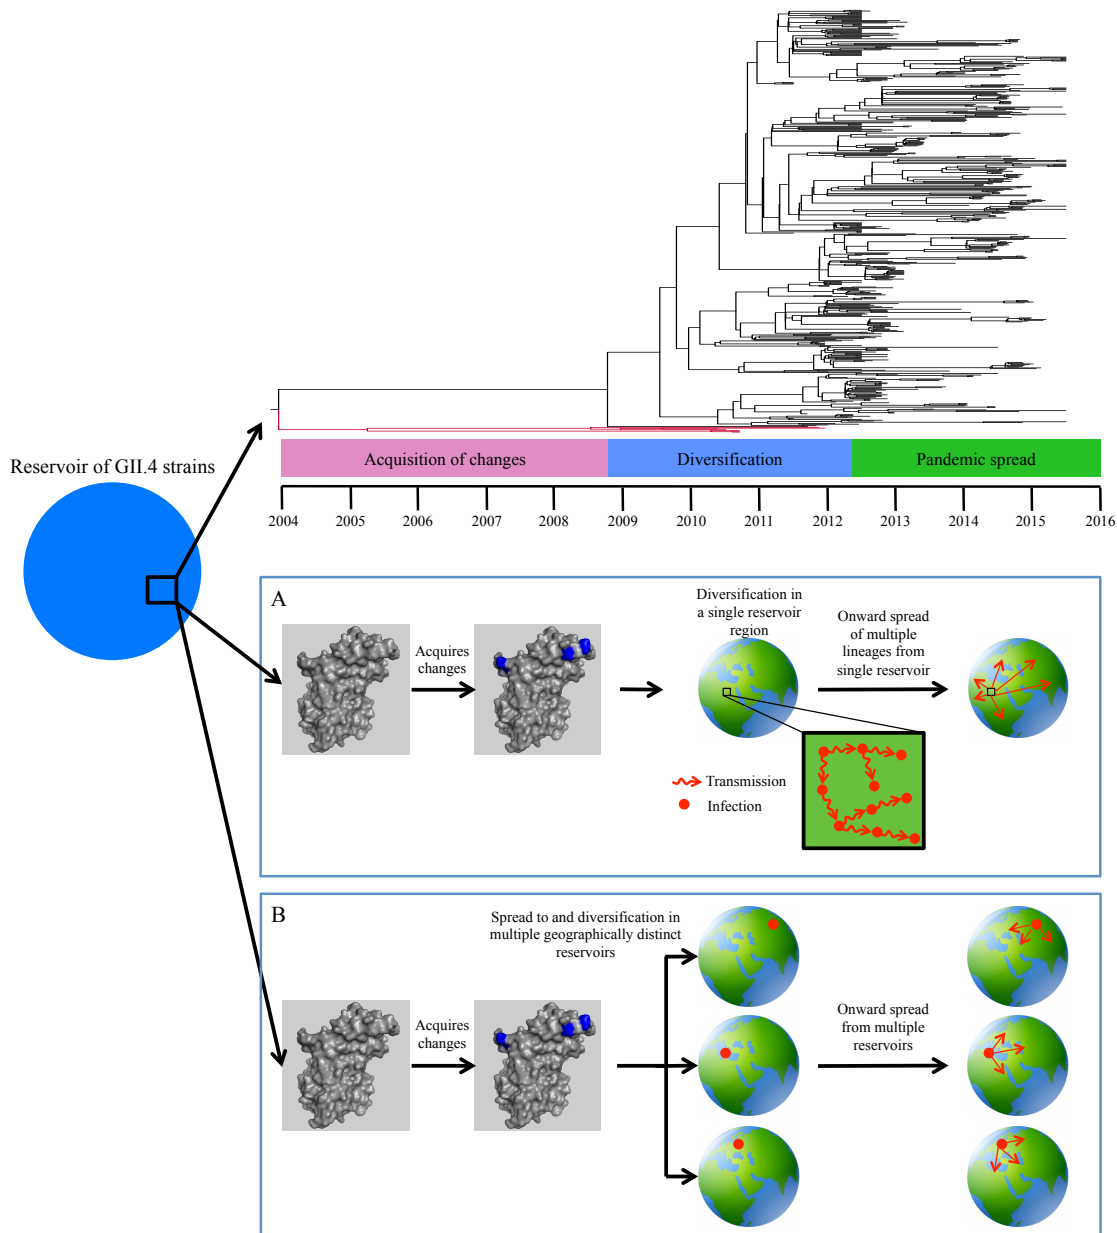 Reservoir of GII.4 strains
Acquisition of changes
Diversification
Pandemic spread
2004
2005
2006
2007
2008
2009
2010
2011
2012
2013
2014
2015
2016
A
Acquires
changes
Diversification in
a single reservoir
region
Onward spread
of multiple
lineages from
single reservoir
Transmission
Infection
B
Spread to and diversification in
multiple geographically distinct
reservoirs
Acquires
changes
Onward spread
from multiple
reservoirs